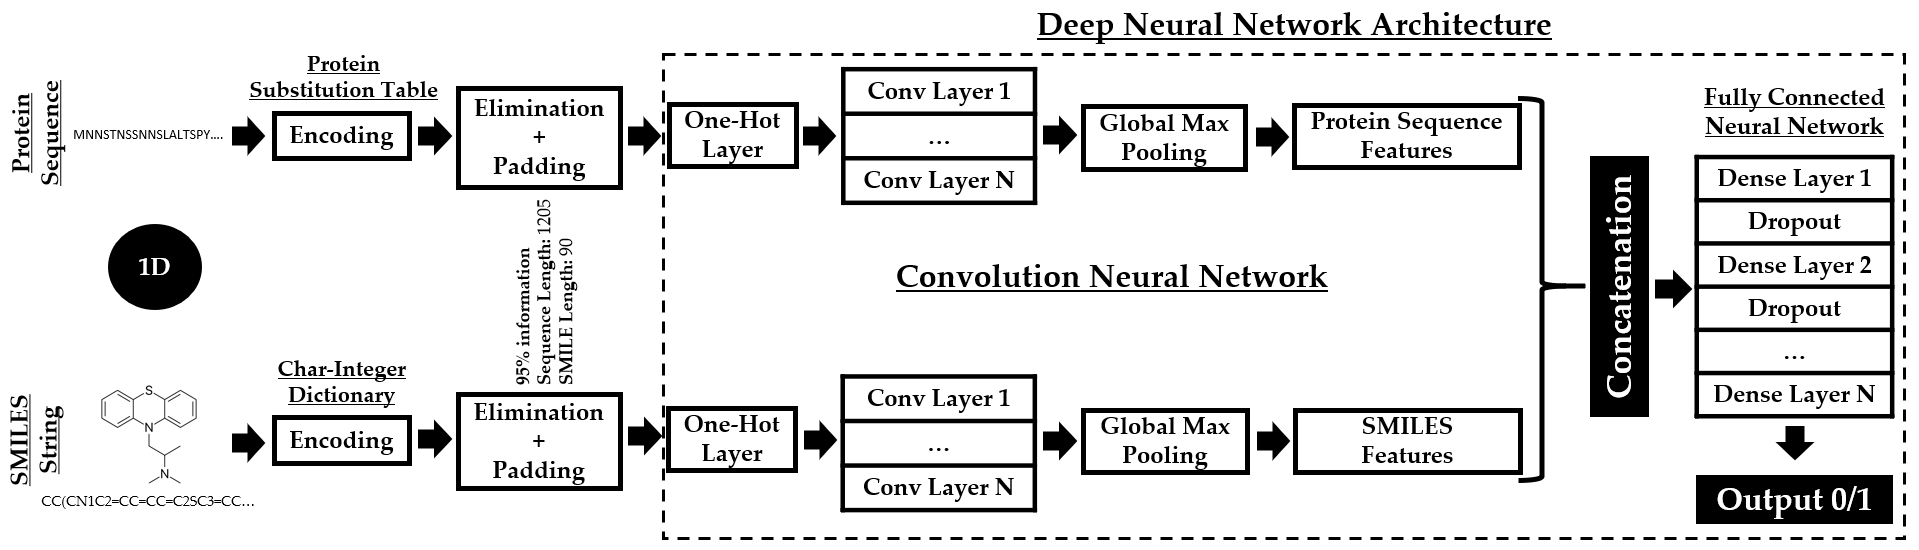 Deep Neural Network Architecture
Protein
Sequence
MNNSTNSSNNSLALTSPY....
Protein
Substitution Table
Encoding
Elimination
+
Padding
One-Hot
Layer
Conv Layer 1
...
Conv Layer N
Global Max
Pooling
Protein Sequence
Features
1D
95% information
Sequence Length: 1205
SMILE Length: 90
Convolution Neural Network
SMILES
String
S
N
N
CC(CN1C2=CC=CC=C2SC3=CC...
Char-Integer
Dictionary
Encoding
Elimination
+
Padding
One-Hot
Layer
Conv Layer 1
...
Conv Layer N
Global Max
Pooling
SMILES
Features
Concatenation
Fully Connected
Neural Network
Dense Layer 1
Dropout
Dense Layer 2
Dropout
...
Dense Layer N
Output 0/1